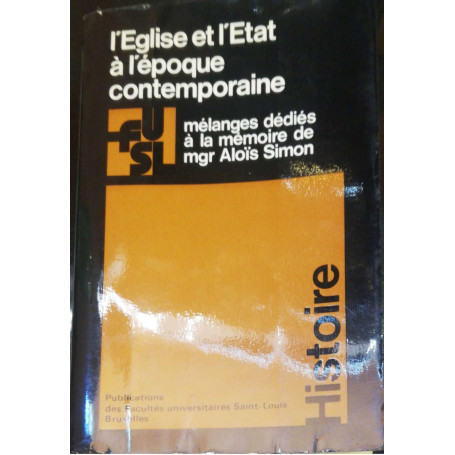 l'Eglise et l'Etat
à l'époque
contemporaine
fUSL
mélanges dédiés
à la mémoire de
mgr Aloïs Simon
Histoire
Publications
des Facultés universitaires Saint-Louis
Bruxelles